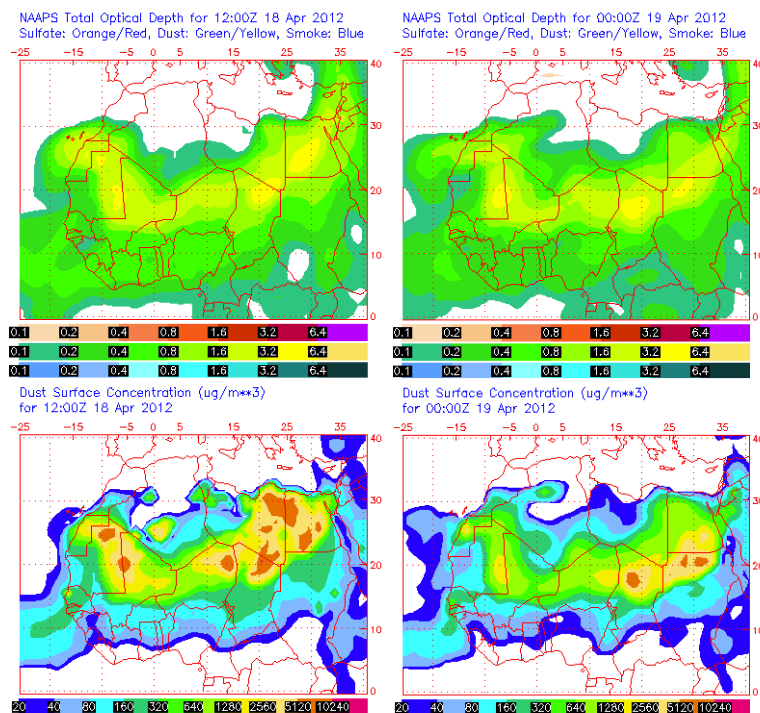 NAAPS Total Optical Depth for 12:00Z 18 Apr 2012
Sulfate: Orange/Red, Dust: Green/Yellow, Smoke: Blue
-25 -15 -5 0 5 15 25 35
40
30
20
10
0
0.1 0.2 0.4 0.8 1.6 3.2 6.4
0.1 0.2 0.4 0.8 1.6 3.2 6.4
0.1 0.2 0.4 0.8 1.6 3.2 6.4
NAAPS Total Optical Depth for 00:00Z 19 Apr 2012
Sulfate: Orange/Red, Dust: Green/Yellow, Smoke: Blue
-25 -15 -5 0 5 15 25 35
40
30
20
10
0
0.1 0.2 0.4 0.8 1.6 3.2 6.4
0.1 0.2 0.4 0.8 1.6 3.2 6.4
0.1 0.2 0.4 0.8 1.6 3.2 6.4
Dust Surface Concentration (ug/m**3)
for 12:00Z 18 Apr 2012
-25 -15 -5 0 5 15 25 35
40
30
20
10
0
20 40 80 160 320 640 1280 2560 5120 10240
Dust Surface Concentration (ug/m**3)
for 00:00Z 19 Apr 2012
-25 -15 -5 0 5 15 25 35
40
30
20
10
0
20 40 80 160 320 640 1280 2560 5120 10240